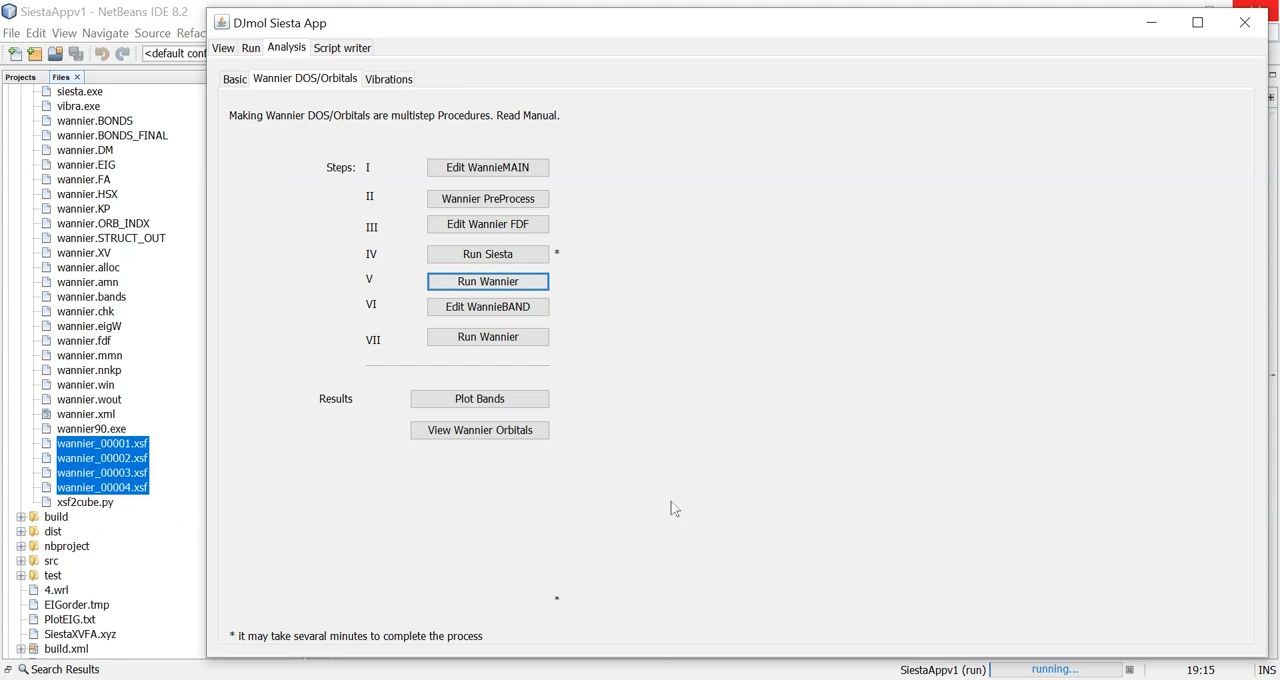 SiestaAppv1 - NetBeans IDE 8.2
File Edit View Navigate Source Refac
<default conf
Projects Files
siesta.exe
vibra.exe
wannier.BONDS
wannier.BONDS_FINAL
wannier.DM
wannier.EIG
wannier.FA
wannier.HSX
wannier.KP
wannier.ORB_INDX
wannier.STRUCT_OUT
wannier.XV
wannier.alloc
wannier.amn
wannier.bands
wannier.chk
wannier.eigW
wannier.fdf
wannier.mmn
wannier.nnkp
wannier.win
wannier.wout
wannier.xml
wannier90.exe
wannier_00001.xsf
wannier_00002.xsf
wannier_00003.xsf
wannier_00004.xsf
xsf2cube.py
build
dist
nbproject
src
test
4.wrl
EIGorder.tmp
PlotEIG.txt
SiestaXVFA.xyz
build.xml
Search Results
DJmol Siesta App
View Run Analysis Script writer
Basic Wannier DOS/Orbitals Vibrations
Making Wannier DOS/Orbitals are multistep Procedures. Read Manual.
Steps: I Edit WannieMAIN
II Wannier PreProcess
III Edit Wannier FDF
IV Run Siesta *
V Run Wannier
VI Edit WannieBAND
VII Run Wannier
Results Plot Bands
View Wannier Orbitals
*
* it may take sevaral minutes to complete the process
SiestaAppv1 (run) running... 19:15 INS